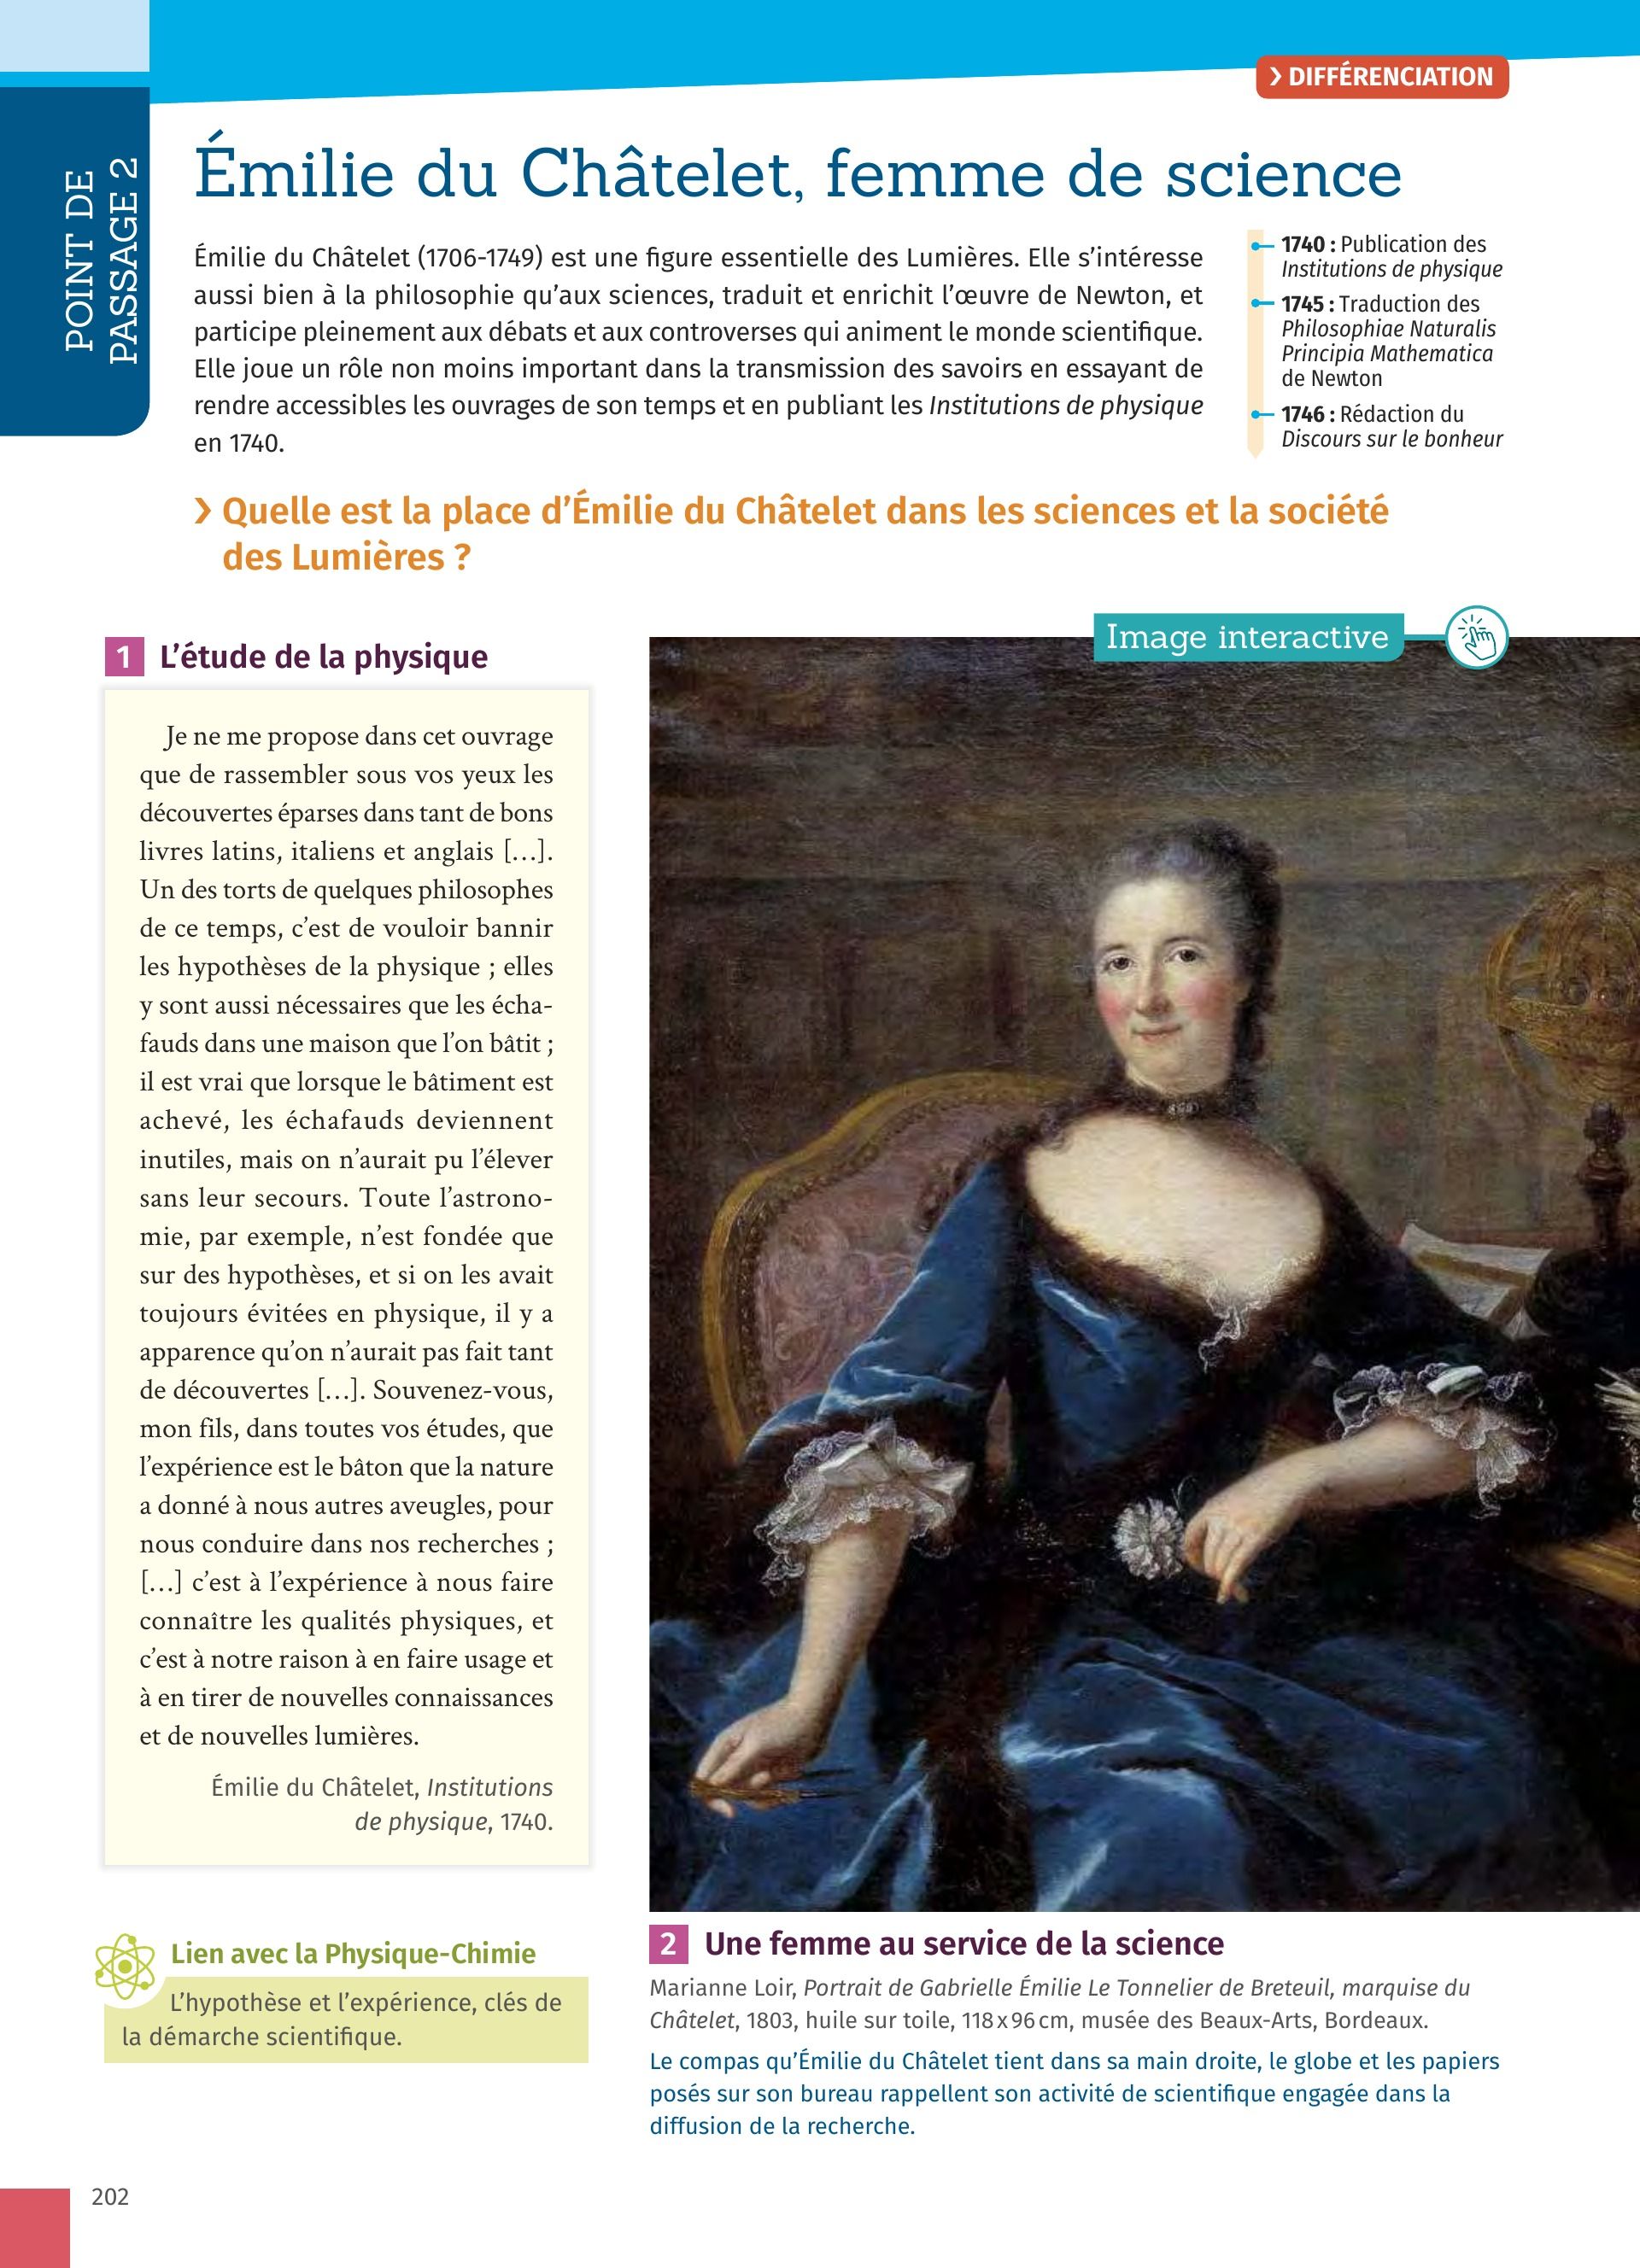 › DIFFÉRENCIATION
POINT DE
PASSAGE 2
Émilie du Châtelet, femme de science
Émilie du Châtelet (1706-1749) est une figure essentielle des Lumières. Elle s’intéresse
aussi bien à la philosophie qu’aux sciences, traduit et enrichit l’œuvre de Newton, et
participe pleinement aux débats et aux controverses qui animent le monde scientifique.
Elle joue un rôle non moins important dans la transmission des savoirs en essayant de
rendre accessibles les ouvrages de son temps et en publiant les Institutions de physique
en 1740.
1740 : Publication des
Institutions de physique
1745 : Traduction des
Philosophiae Naturalis
Principia Mathematica
de Newton
1746 : Rédaction du
Discours sur le bonheur
› Quelle est la place d’Émilie du Châtelet dans les sciences et la société
des Lumières ?
1 L’étude de la physique
Je ne me propose dans cet ouvrage
que de rassembler sous vos yeux les
découvertes éparses dans tant de bons
livres latins, italiens et anglais […].
Un des torts de quelques philosophes
de ce temps, c’est de vouloir bannir
les hypothèses de la physique ; elles
y sont aussi nécessaires que les écha-
fauds dans une maison que l’on bâtit ;
il est vrai que lorsque le bâtiment est
achevé, les échafauds deviennent
inutiles, mais on n’aurait pu l’élever
sans leur secours. Toute l’astrono-
mie, par exemple, n’est fondée que
sur des hypothèses, et si on les avait
toujours évitées en physique, il y a
apparence qu’on n’aurait pas fait tant
de découvertes […]. Souvenez-vous,
mon fils, dans toutes vos études, que
l’expérience est le bâton que la nature
a donné à nous autres aveugles, pour
nous conduire dans nos recherches ;
[…] c’est à l’expérience à nous faire
connaître les qualités physiques, et
c’est à notre raison à en faire usage et
à en tirer de nouvelles connaissances
et de nouvelles lumières.
Émilie du Châtelet, Institutions
de physique, 1740.
Lien avec la Physique-Chimie
L’hypothèse et l’expérience, clés de
la démarche scientifique.
Image interactive
2 Une femme au service de la science
Marianne Loir, Portrait de Gabrielle Émilie Le Tonnelier de Breteuil, marquise du
Châtelet, 1803, huile sur toile, 118 x 96 cm, musée des Beaux-Arts, Bordeaux.
Le compas qu’Émilie du Châtelet tient dans sa main droite, le globe et les papiers
posés sur son bureau rappellent son activité de scientifique engagée dans la
diffusion de la recherche.
202